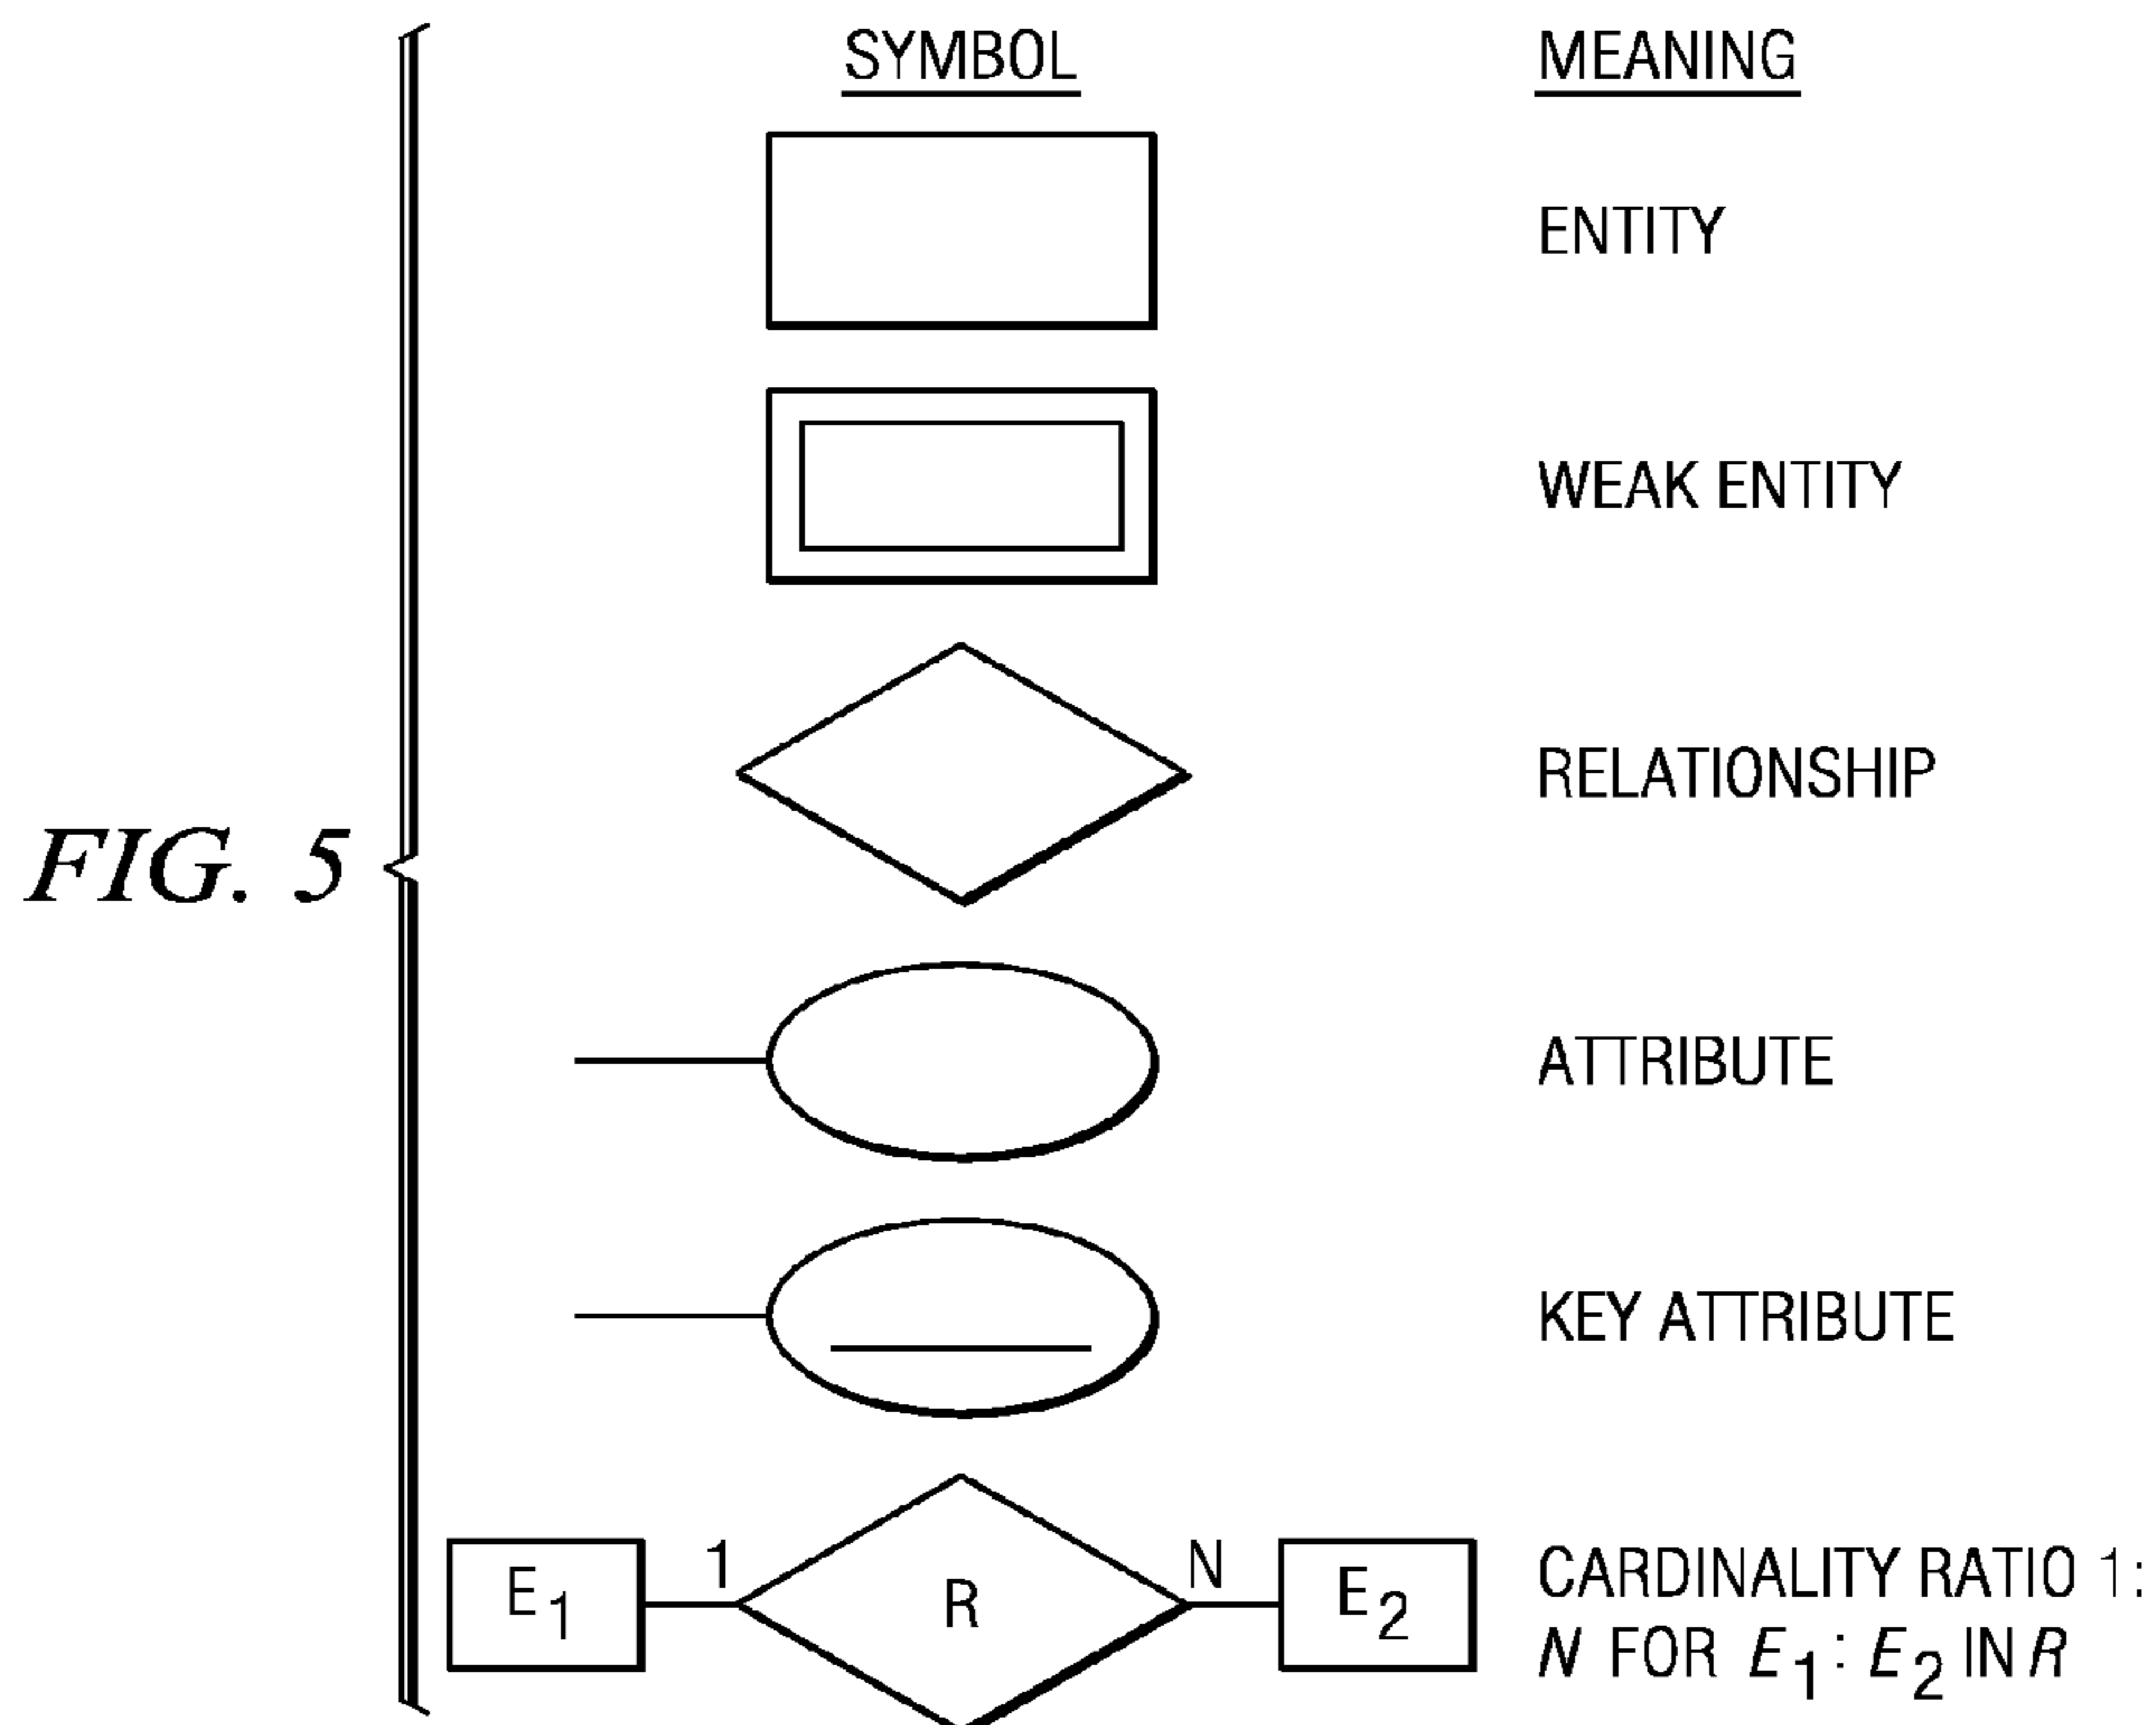 SYMBOL MEANING
ENTITY
WEAK ENTITY
RELATIONSHIP
FIG. 5
ATTRIBUTE
KEY ATTRIBUTE
E1 1 R N E2 CARDINALITY RATIO 1:
N FOR E1: E2 IN R